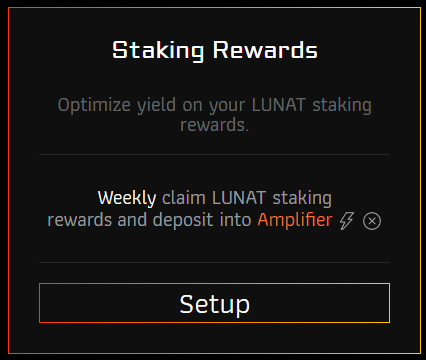 Staking Rewards
Optimize yield on your LUNAT staking
rewards.
Weekly claim LUNAT staking
rewards and deposit into Amplifier
Setup